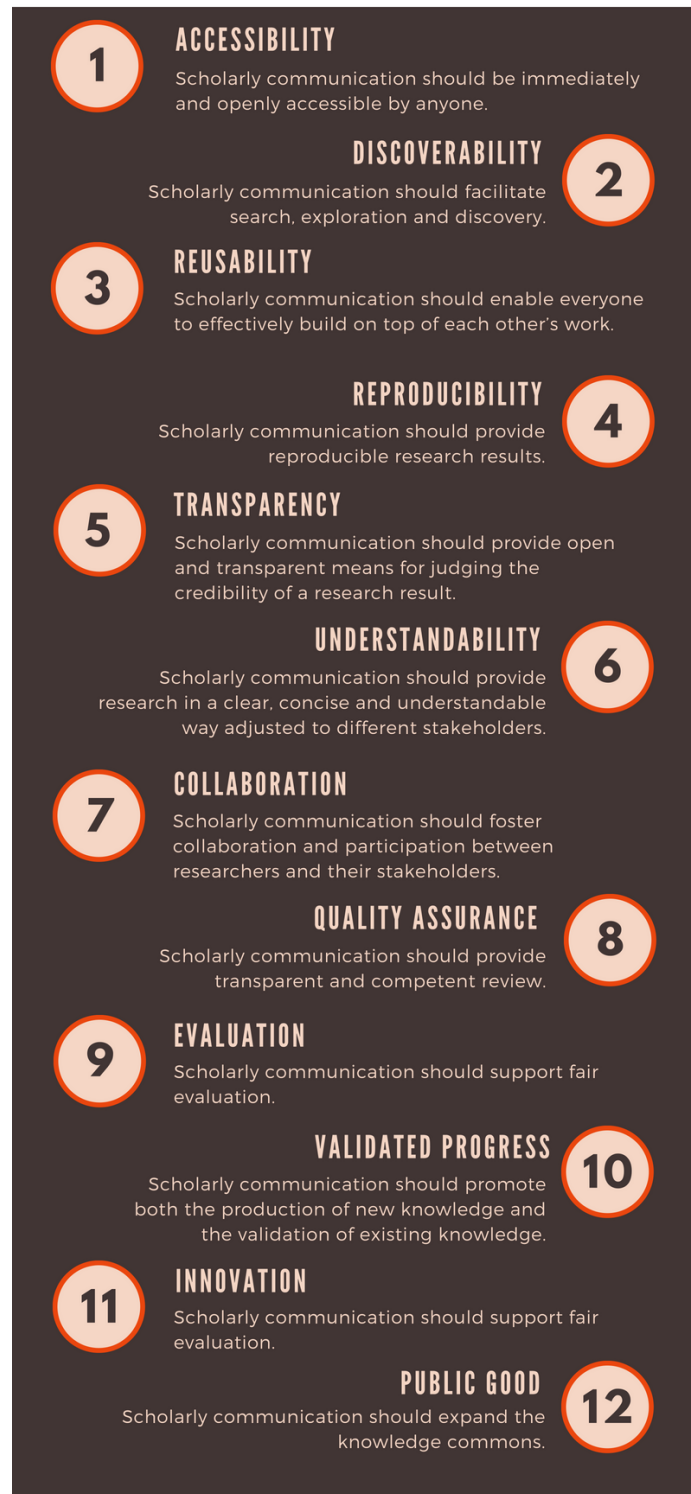 1
ACCESSIBILITY
Scholarly communication should be immediately
and openly accessible by anyone.
DISCOVERABILITY
2
Scholarly communication should facilitate
search, exploration and discovery.
3
REUSABILITY
Scholarly communication should enable everyone
to effectively build on top of each other's work.
REPRODUCIBILITY
4
Scholarly communication should provide
reproducible research results.
5
TRANSPARENCY
Scholarly communication should provide open
and transparent means for judging the
credibility of a research result.
UNDERSTANDABILITY
6
Scholarly communication should provide
research in a clear, concise and understandable
way adjusted to different stakeholders.
7
COLLABORATION
Scholarly communication should foster
collaboration and participation between
researchers and their stakeholders.
QUALITY ASSURANCE
8
Scholarly communication should provide
transparent and competent review.
9
EVALUATION
Scholarly communication should support fair
evaluation.
VALIDATED PROGRESS
10
Scholarly communication should promote
both the production of new knowledge and
the validation of existing knowledge.
11
INNOVATION
Scholarly communication should support fair
evaluation.
PUBLIC GOOD
12
Scholarly communication should expand the
knowledge commons.